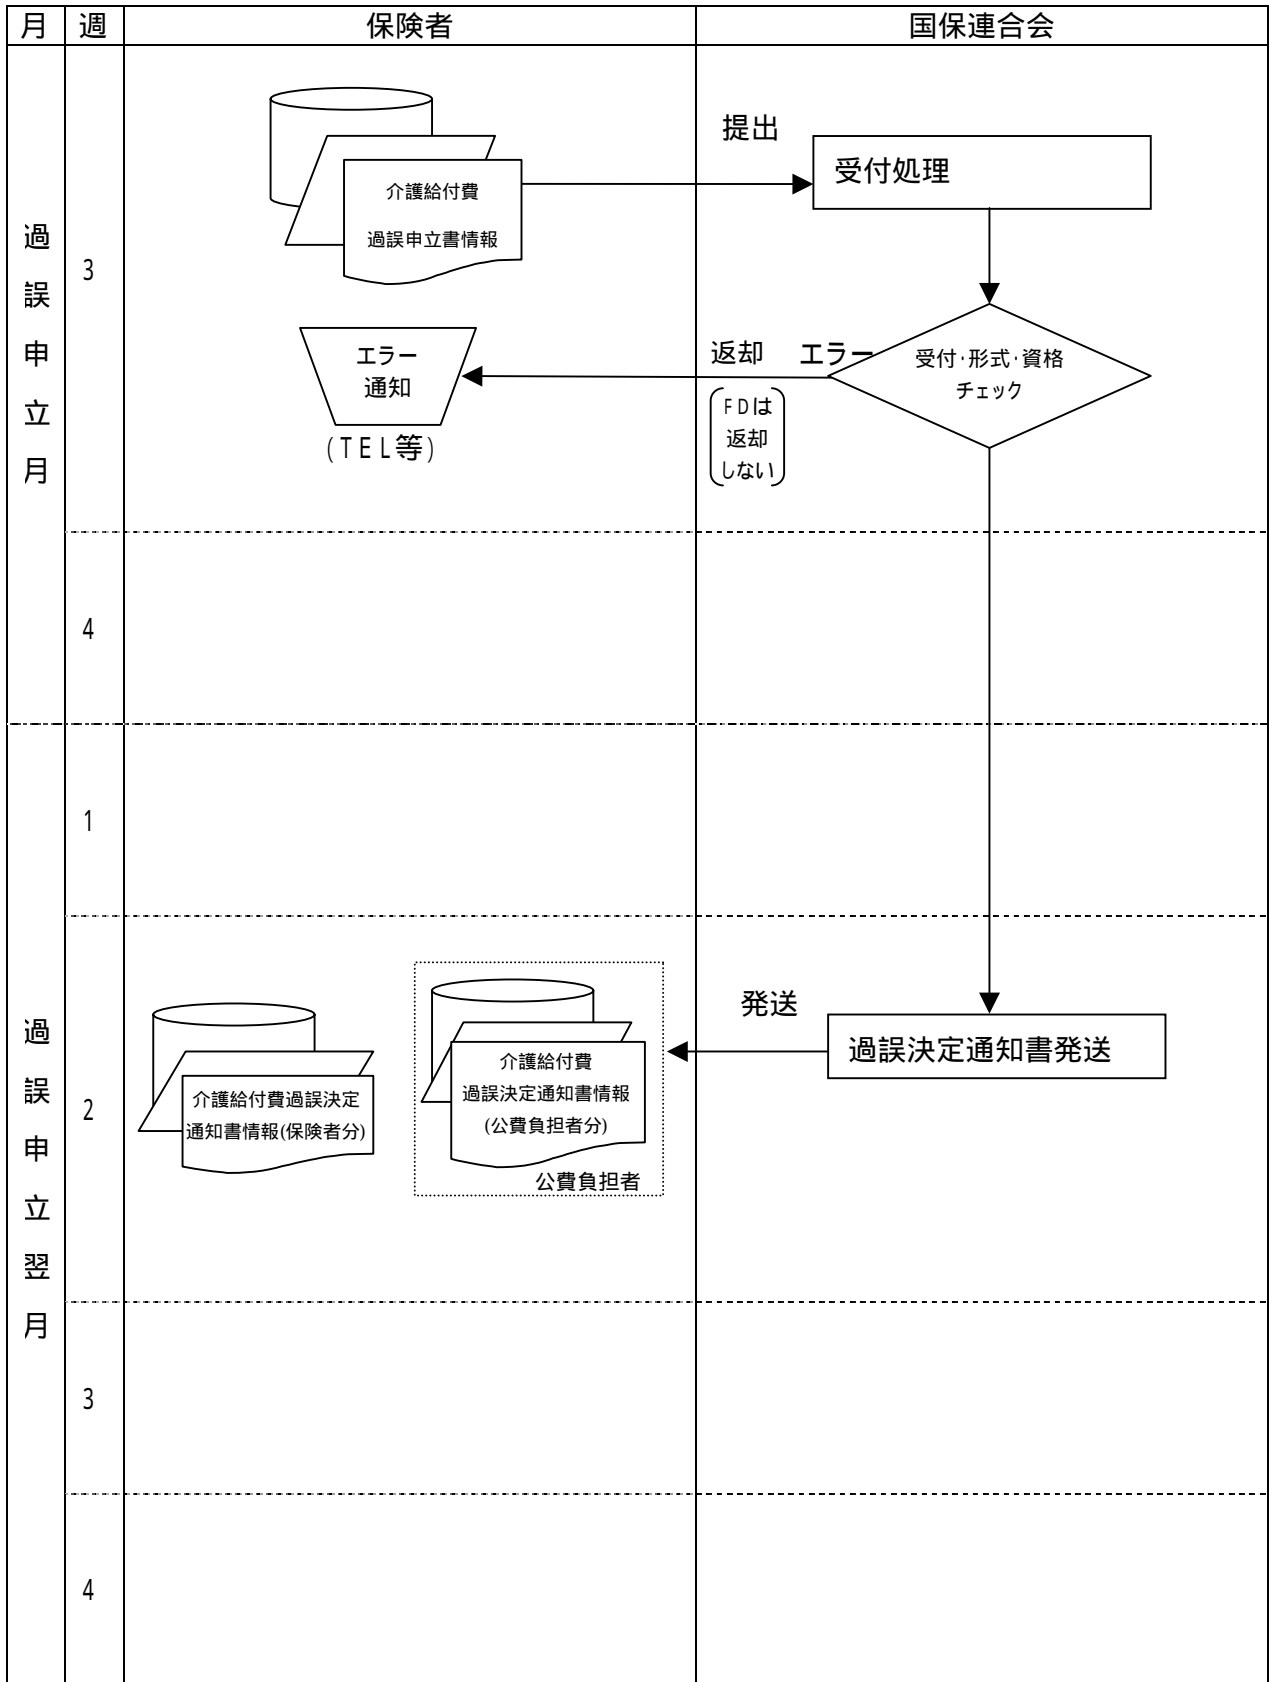 月 週 保険者 国保連合会
過誤申立月
3
介護給付費
過誤申立書情報
提出
受付処理
受付・形式・資格
チェック
返却 エラー
FDは
返却
しない
エラー
通知
(TEL等)
4
過誤申立翌月
1
2
介護給付費過誤決定
通知書情報(保険者分)
介護給付費
過誤決定通知書情報
(公費負担者分)
公費負担者
発送
過誤決定通知書発送
3
4